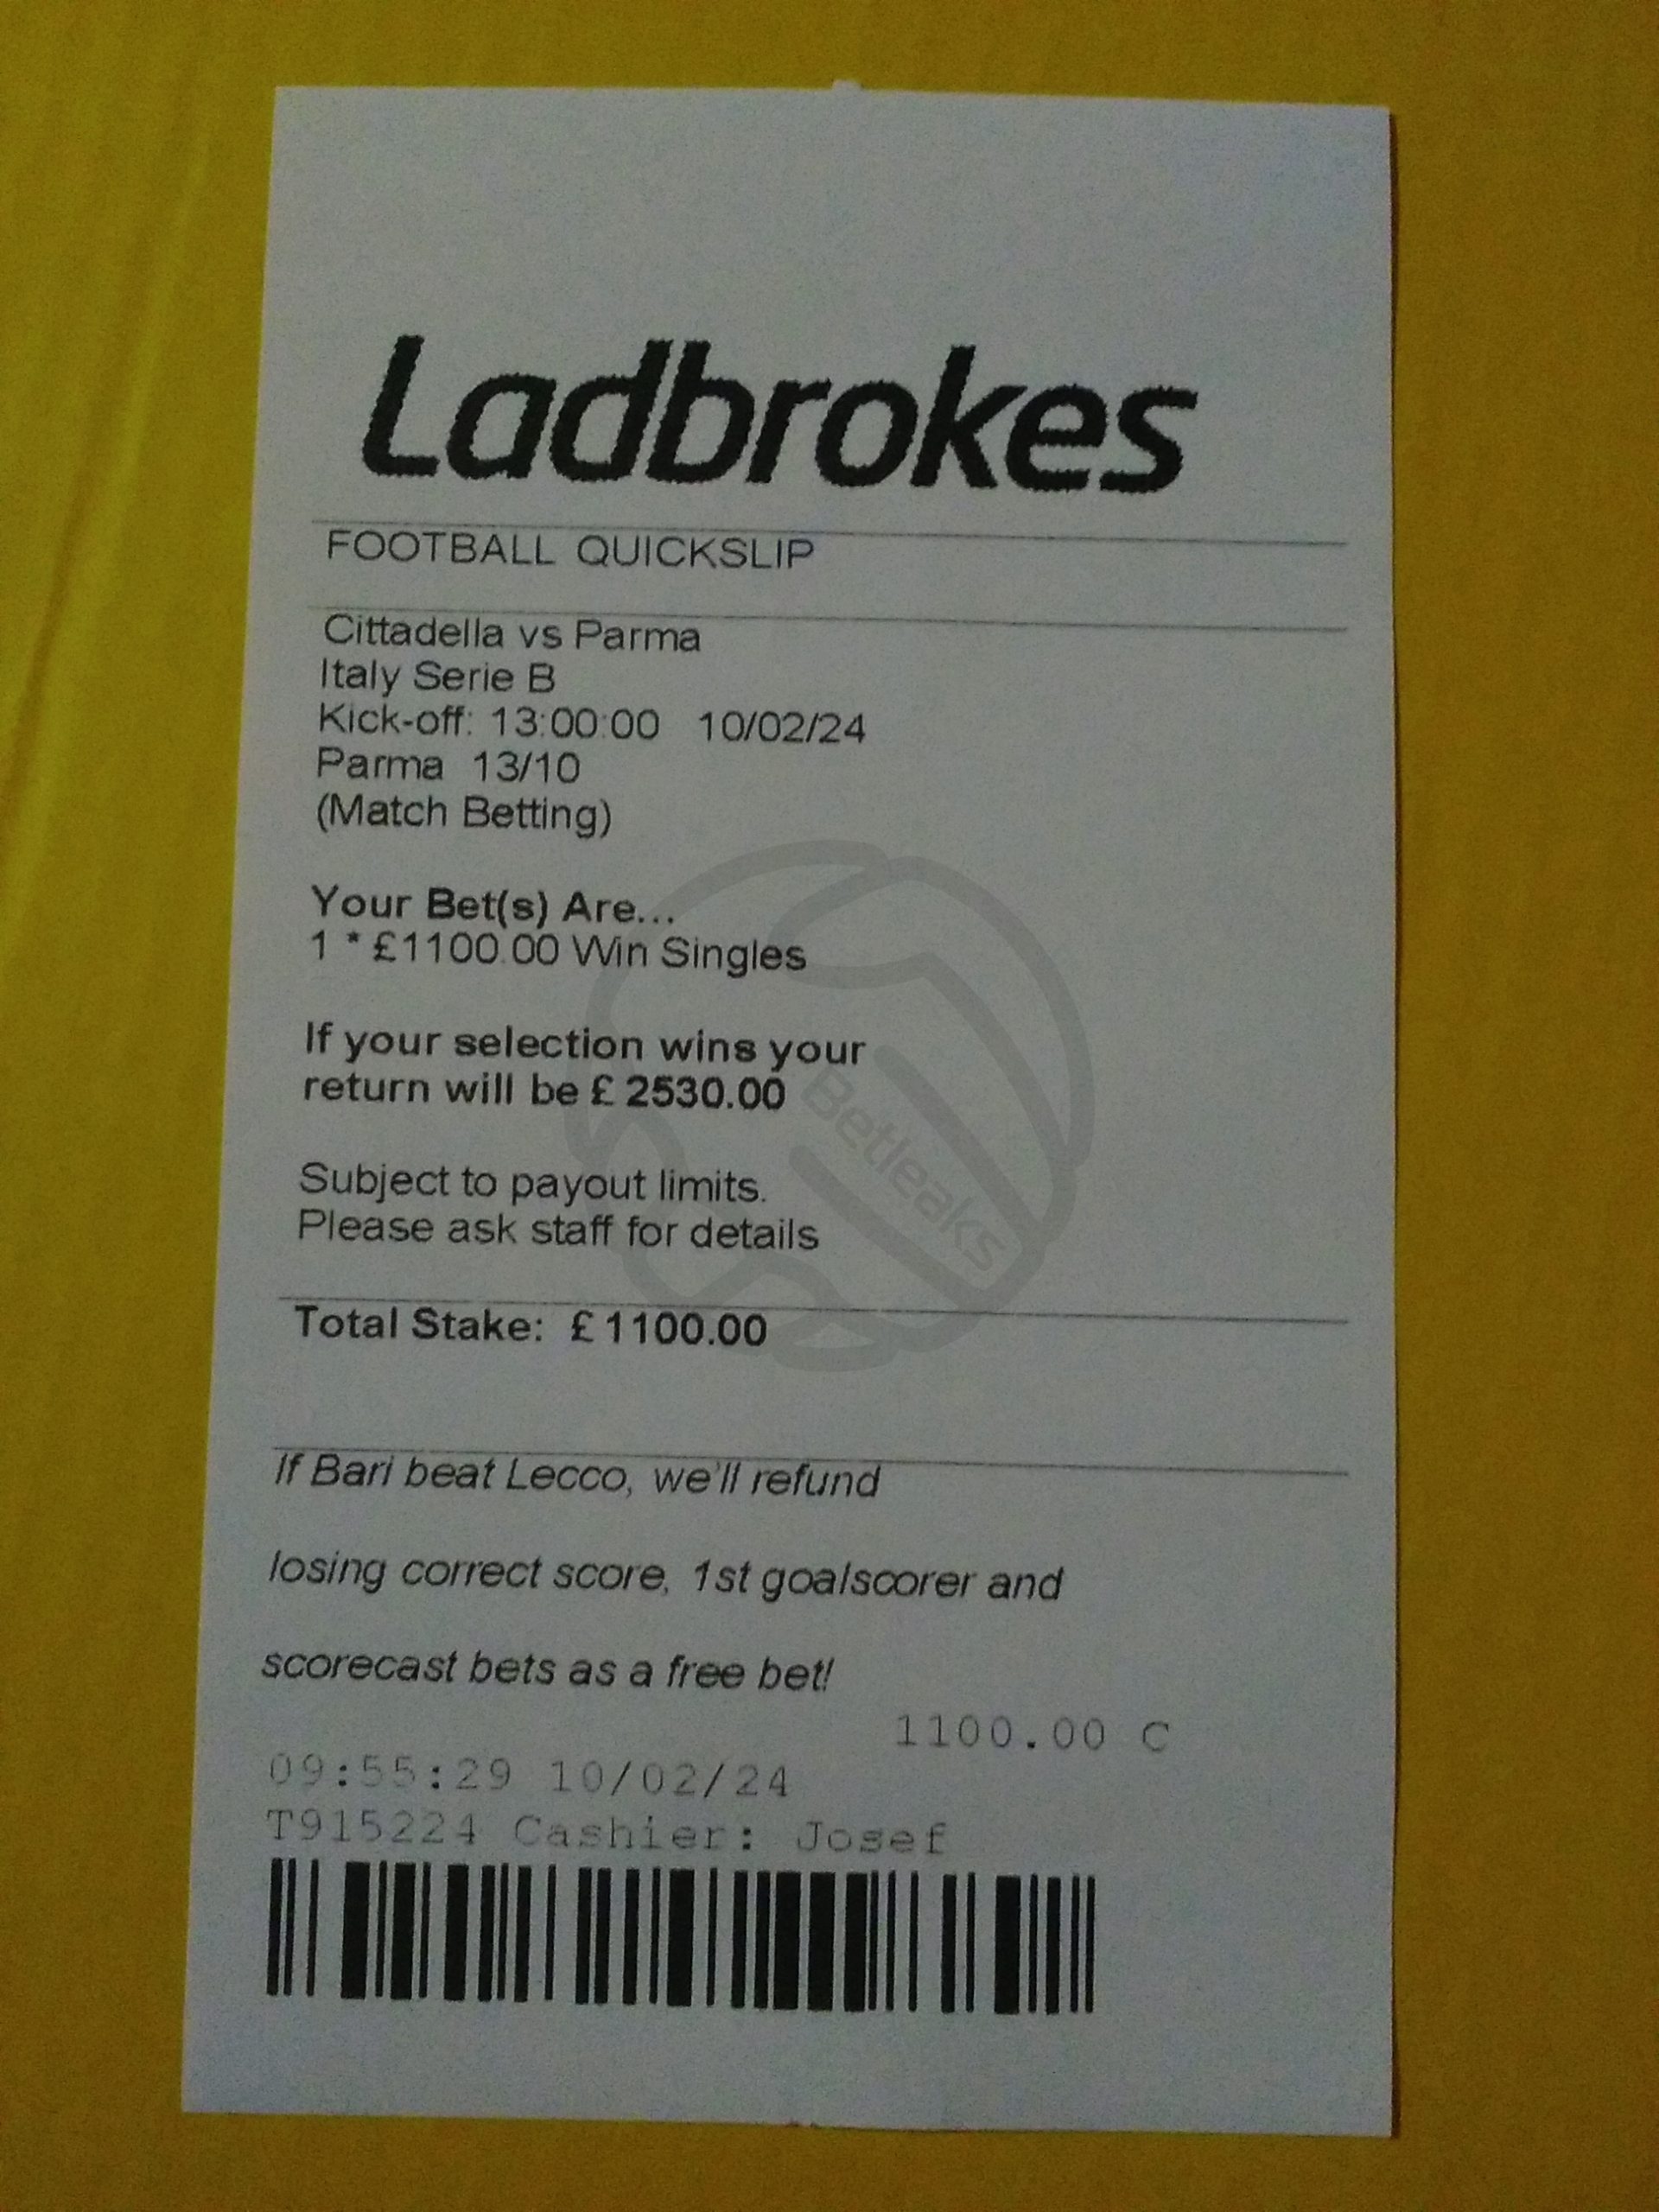 Ladbrokes
FOOTBALL QUICKSLIP
Cittadella vs Parma
Italy Serie B
Kick-off: 13:00:00 10/02/24
Parma 13/10
(Match Betting)
Your Bet(s) Are...
1 * £1100.00 Win Singles
If your selection wins your
return will be £ 2530.00
Betleaks
Subject to payout limits.
Please ask staff for details
Total Stake: £1100.00
If Bari beat Lecco, we'll refund
losing correct score, 1st goalscorer and
scorecast bets as a free bet!
1100.00 C
09:55:29 10/02/24
T915224 Cashier: Josef